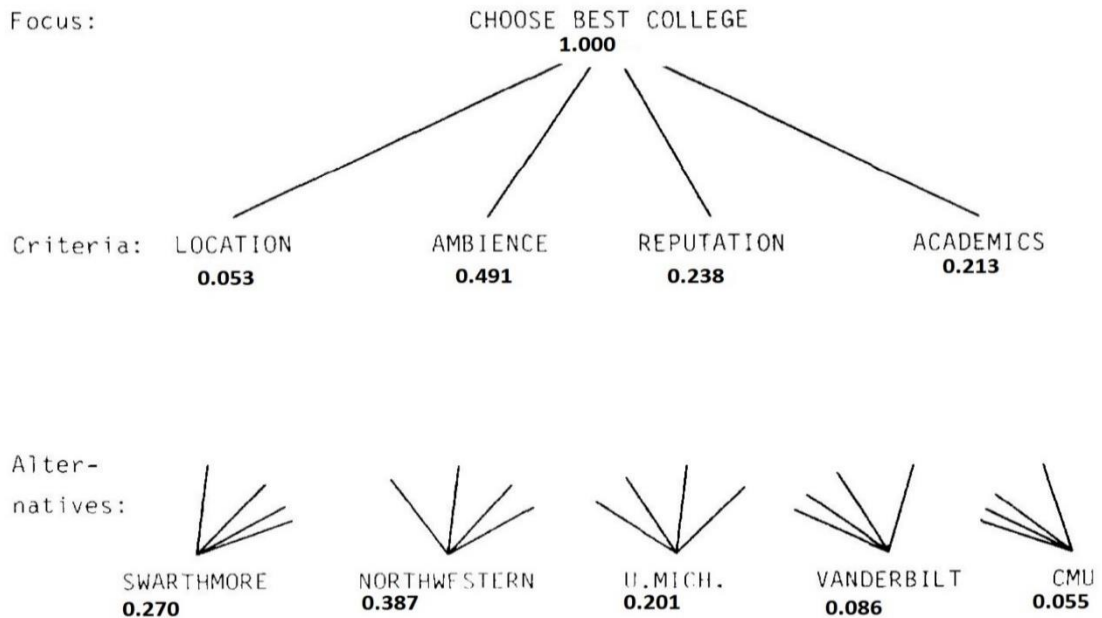 Focus: CHOOSE BEST COLLEGE
1.000
Criteria: LOCATION AMBIENCE REPUTATION ACADEMICS
0.053 0.491 0.238 0.213
Alter-
natives:
SWARTHMORE NORTHWESTERN U.MICH. VANDERBILT CMU
0.270 0.387 0.201 0.086 0.055